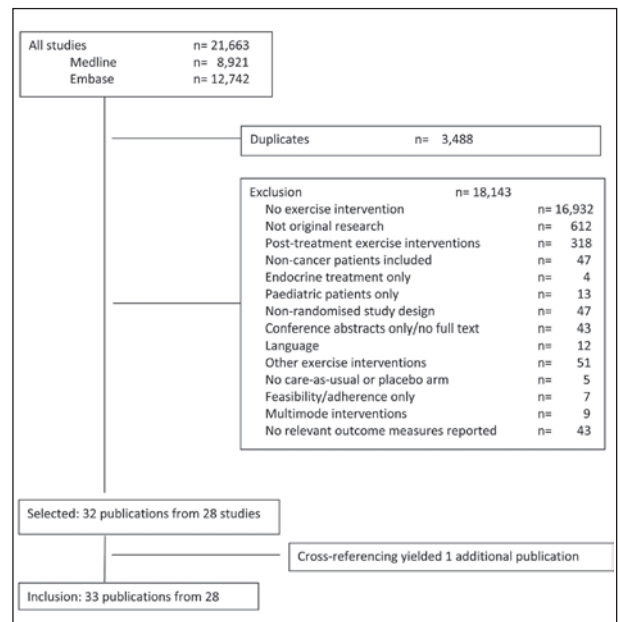 All studies n= 21,663
Medline n= 8,921
Embase n= 12,742
Duplicates n= 3,488
Exclusion n= 18,143
No exercise intervention n= 16,932
Not original research n= 612
Post-treatment exercise interventions n= 318
Non-cancer patients included n= 47
Endocrine treatment only n= 4
Paediatric patients only n= 13
Non-randomised study design n= 47
Conference abstracts only/no full text n= 43
Language n= 12
Other exercise interventions n= 51
No care-as-usual or placebo arm n= 5
Feasibility/adherence only n= 7
Multimode interventions n= 9
No relevant outcome measures reported n= 43
Selected: 32 publications from 28 studies
Cross-referencing yielded 1 additional publication
Inclusion: 33 publications from 28